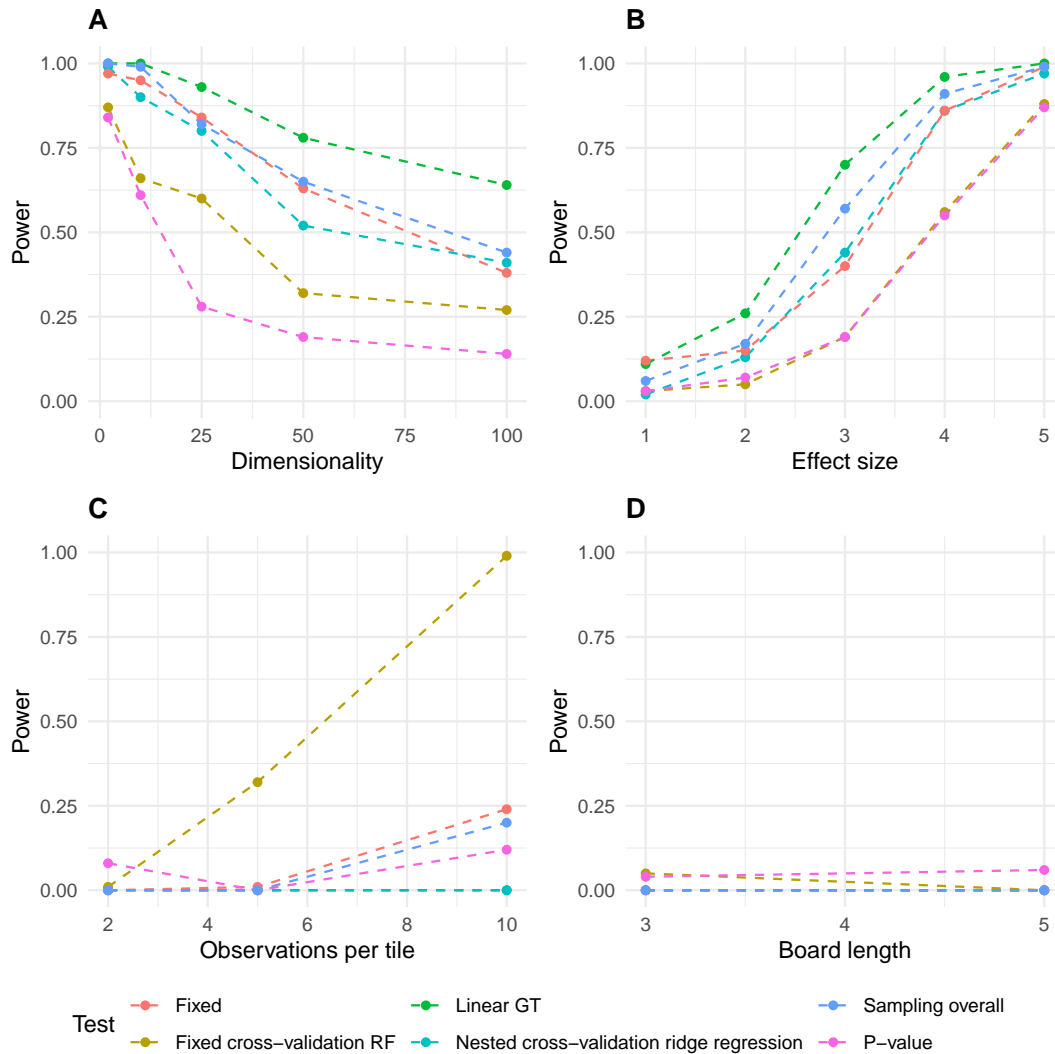 A
1.00
0.75
0.50
0.25
0.00
Power
0 25 50 75 100
Dimensionality
B
1.00
0.75
0.50
0.25
0.00
Power
1 2 3 4 5
Effect size
C
1.00
0.75
0.50
0.25
0.00
Power
2 4 6 8 10
Observations per tile
D
1.00
0.75
0.50
0.25
0.00
Power
3 4 5
Board length
Test
Fixed
Fixed cross−validation RF
Linear GT
Nested cross−validation ridge regression
Sampling overall
P−value